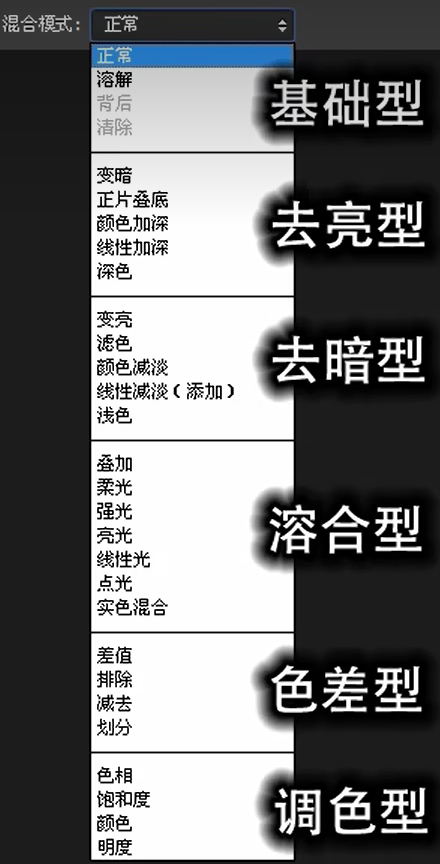 混合模式: 正常
正常
溶解
背后
清除
基础型
变暗
正片叠底
颜色加深
线性加深
深色
去亮型
变亮
滤色
颜色减淡
线性减淡（添加）
浅色
去暗型
叠加
柔光
强光
亮光
线性光
点光
实色混合
溶合型
差值
排除
减去
划分
色差型
色相
饱和度
颜色
明度
调色型